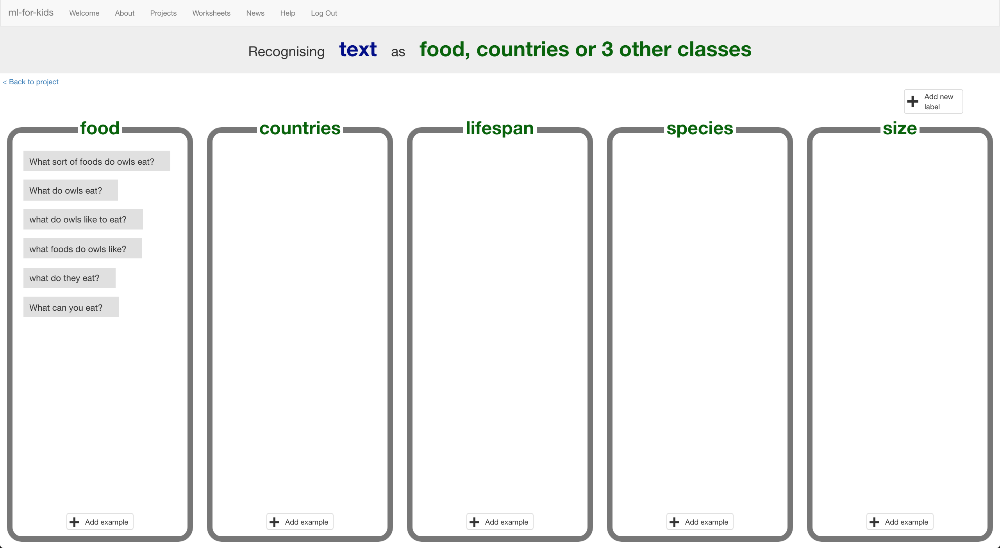 ml-for-kids Welcome About Projects Worksheets News Help Log Out
Recognising text as food, countries or 3 other classes
< Back to project
Add new
label
food countries lifespan species size
What sort of foods do owls eat?
What do owls eat?
what do owls like to eat?
what foods do owls like?
what do they eat?
What can you eat?
Add example Add example Add example Add example Add example